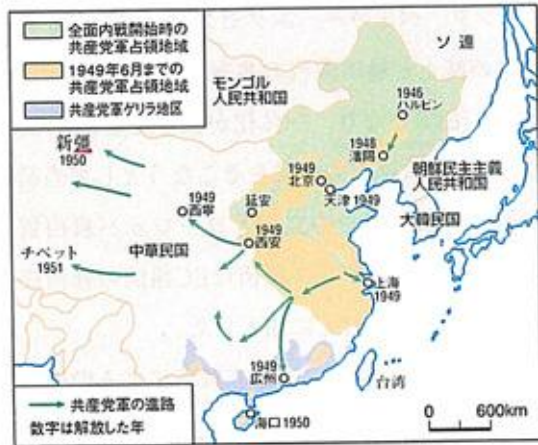 全面内戦開始時の
共産党軍占領地域
1949年6月までの
共産党軍占領地域
共産党軍ゲリラ地区
ソ連
モンゴル
人民共和国
1946
ハルビン
1948
瀋陽
新疆
1950
1949
北京
天津 1949
朝鮮民主主義
人民共和国
大韓民国
1949
西寧
延安
1949
西安
中華民国
チベット
1951
上海
1949
1949
広州
台湾
海口 1950
共産党軍の進路
数字は解放した年
0
600km